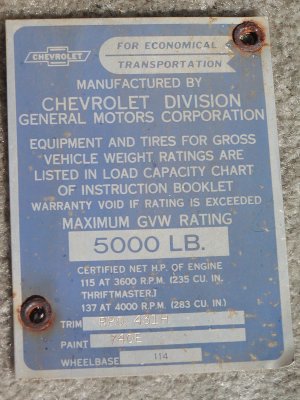 CHEVROLET
FOR ECONOMICAL
TRANSPORTATION
MANUFACTURED BY
CHEVROLET DIVISION
GENERAL MOTORS CORPORATION
EQUIPMENT AND TIRES FOR GROSS
VEHICLE WEIGHT RATINGS ARE
LISTED IN LOAD CAPACITY CHART
OF INSTRUCTION BOOKLET
WARRANTY VOID IF RATING IS EXCEEDED
MAXIMUM GVW RATING
5000 LB.
CERTIFIED NET H.P. OF ENGINE
115 AT 3600 R.P.M. (235 CU. IN.
THRIFTMASTER)
137 AT 4000 R.P.M. (283 CU. IN.)
TRIM
PAINT
WHEELBASE 114